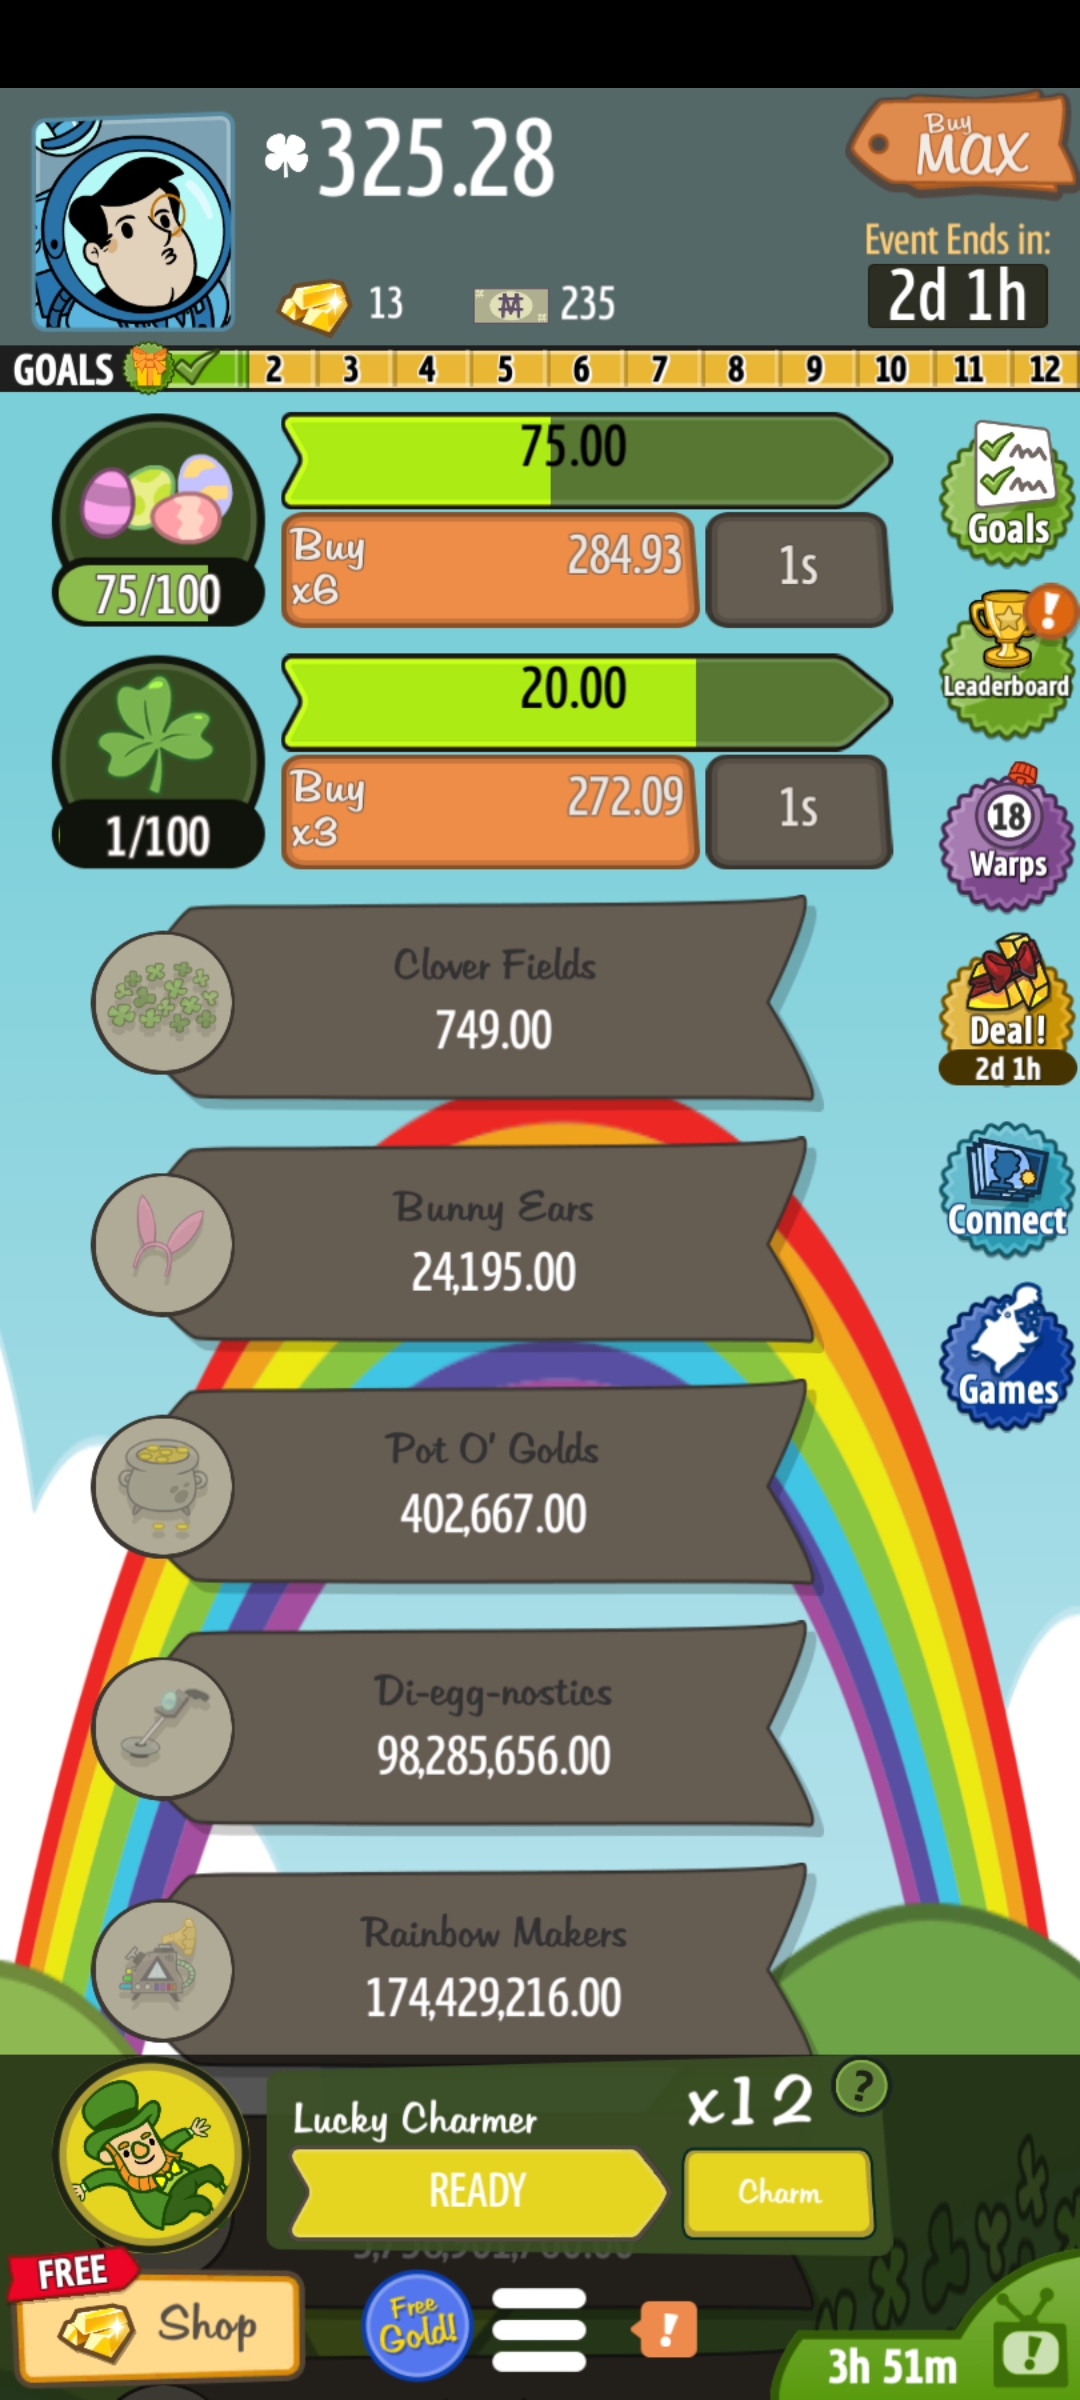 325.28
Buy
MAX
13
235
Event Ends in:
2d 1h
GOALS 2 3 4 5 6 7 8 9 10 11 12
75.00
75/100
Buy
x6
284.93
1s
Goals
20.00
1/100
Buy
x3
272.09
1s
Leaderboard
!
18
Warps
Clover Fields
749.00
Deal!
2d 1h
Bunny Ears
24,195.00
Connect
Pot O' Golds
402,667.00
Games
Di-egg-nostics
98,285,656.00
Rainbow Makers
174,429,216.00
Lucky Charmer
x12
?
READY
Charm
FREE
Shop
Free
Gold!
!
3h 51m
!